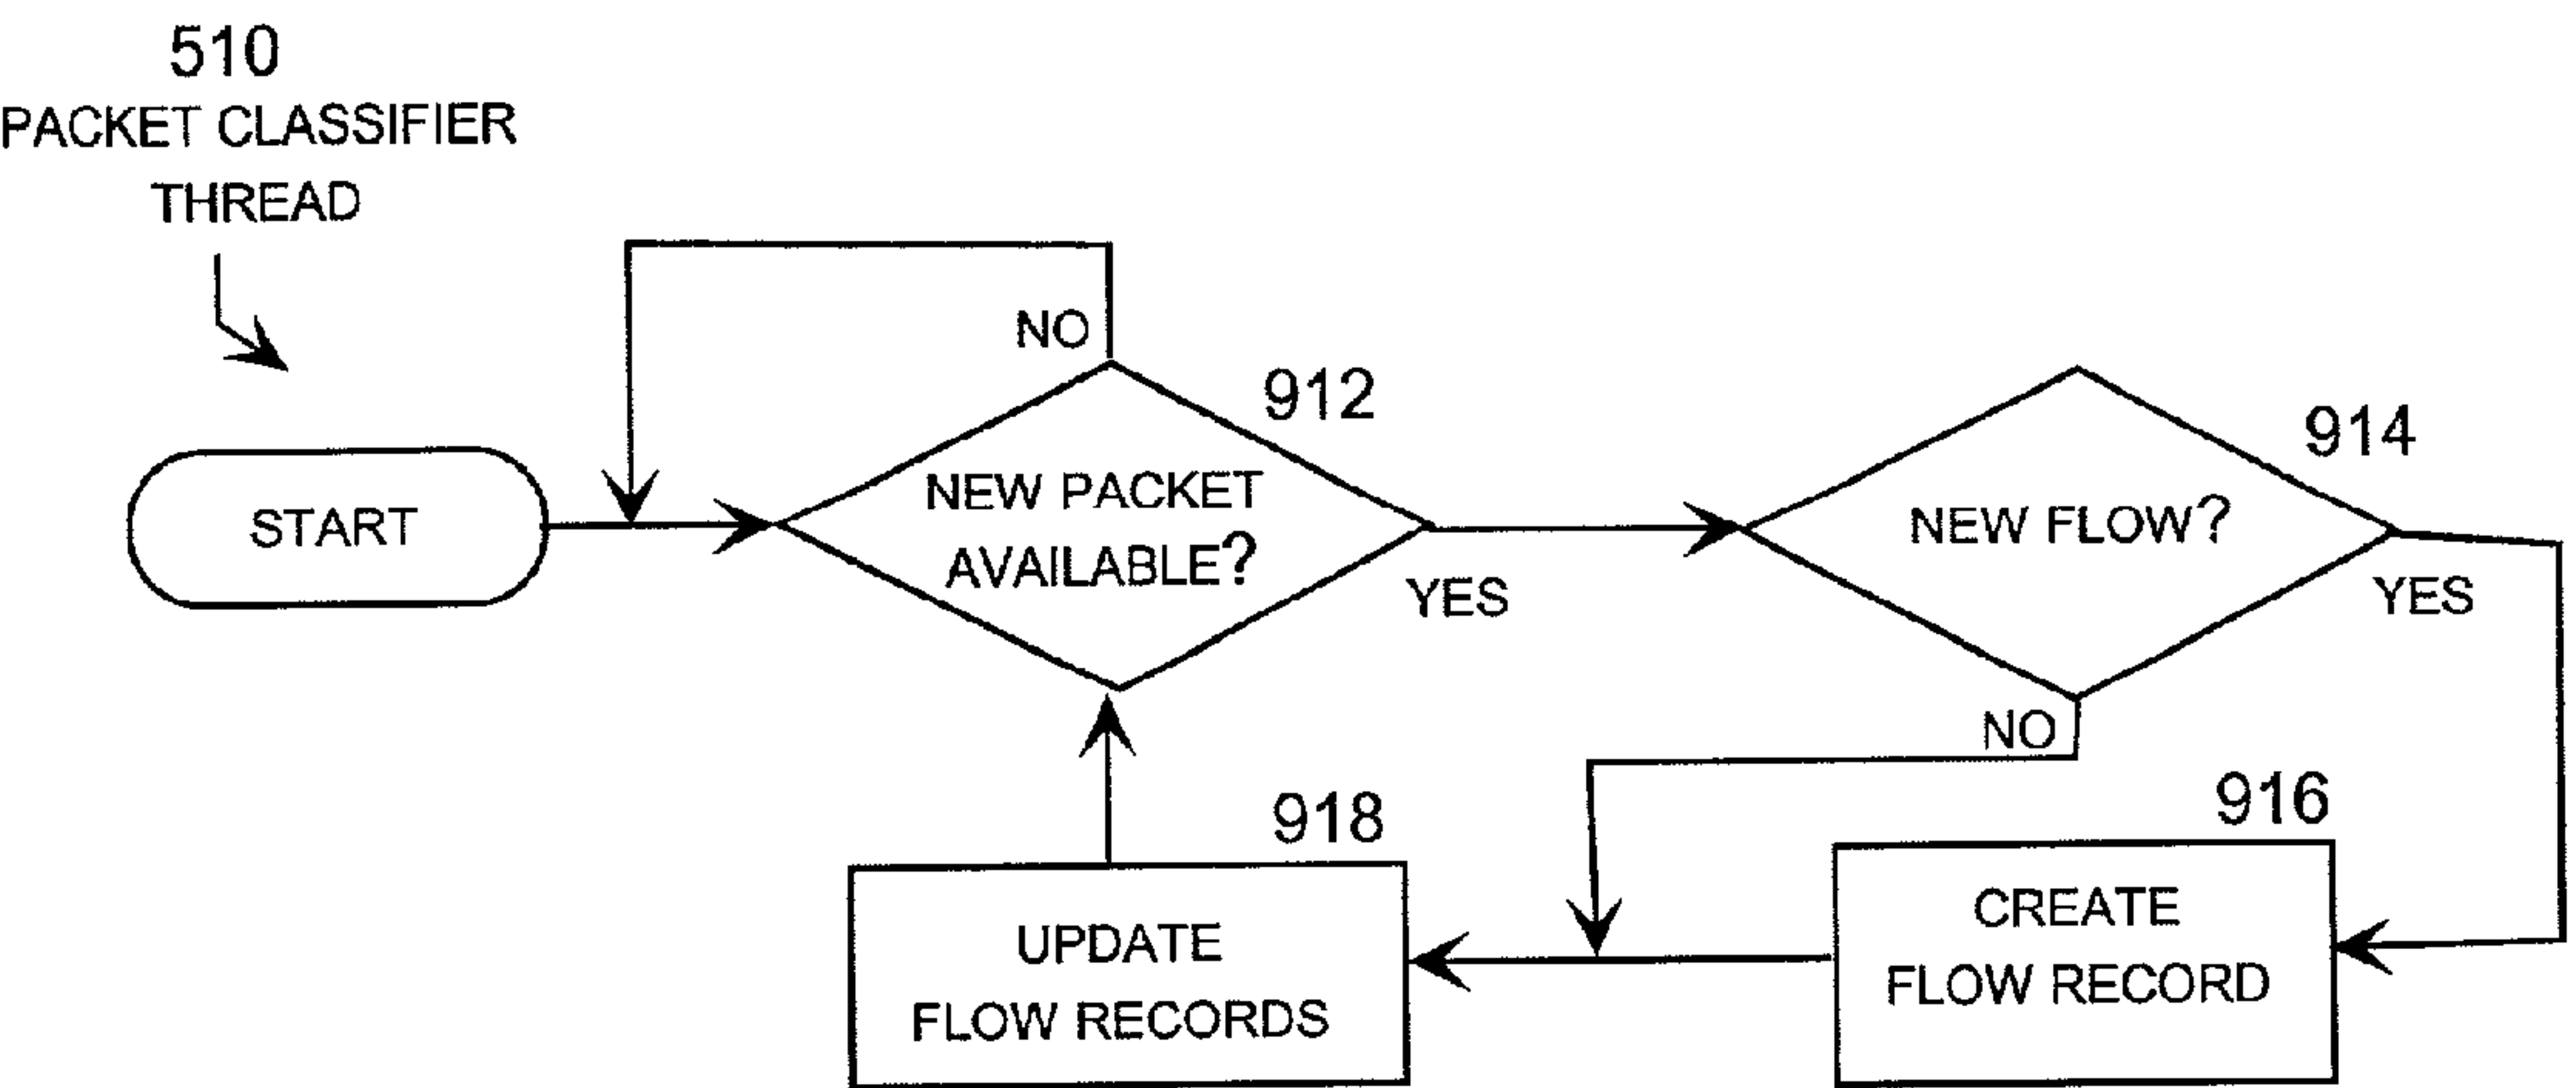 510
PACKET CLASSIFIER
THREAD
START
NO
912
NEW PACKET
AVAILABLE?
YES
914
NEW FLOW?
YES
NO
916
CREATE
FLOW RECORD
918
UPDATE
FLOW RECORDS